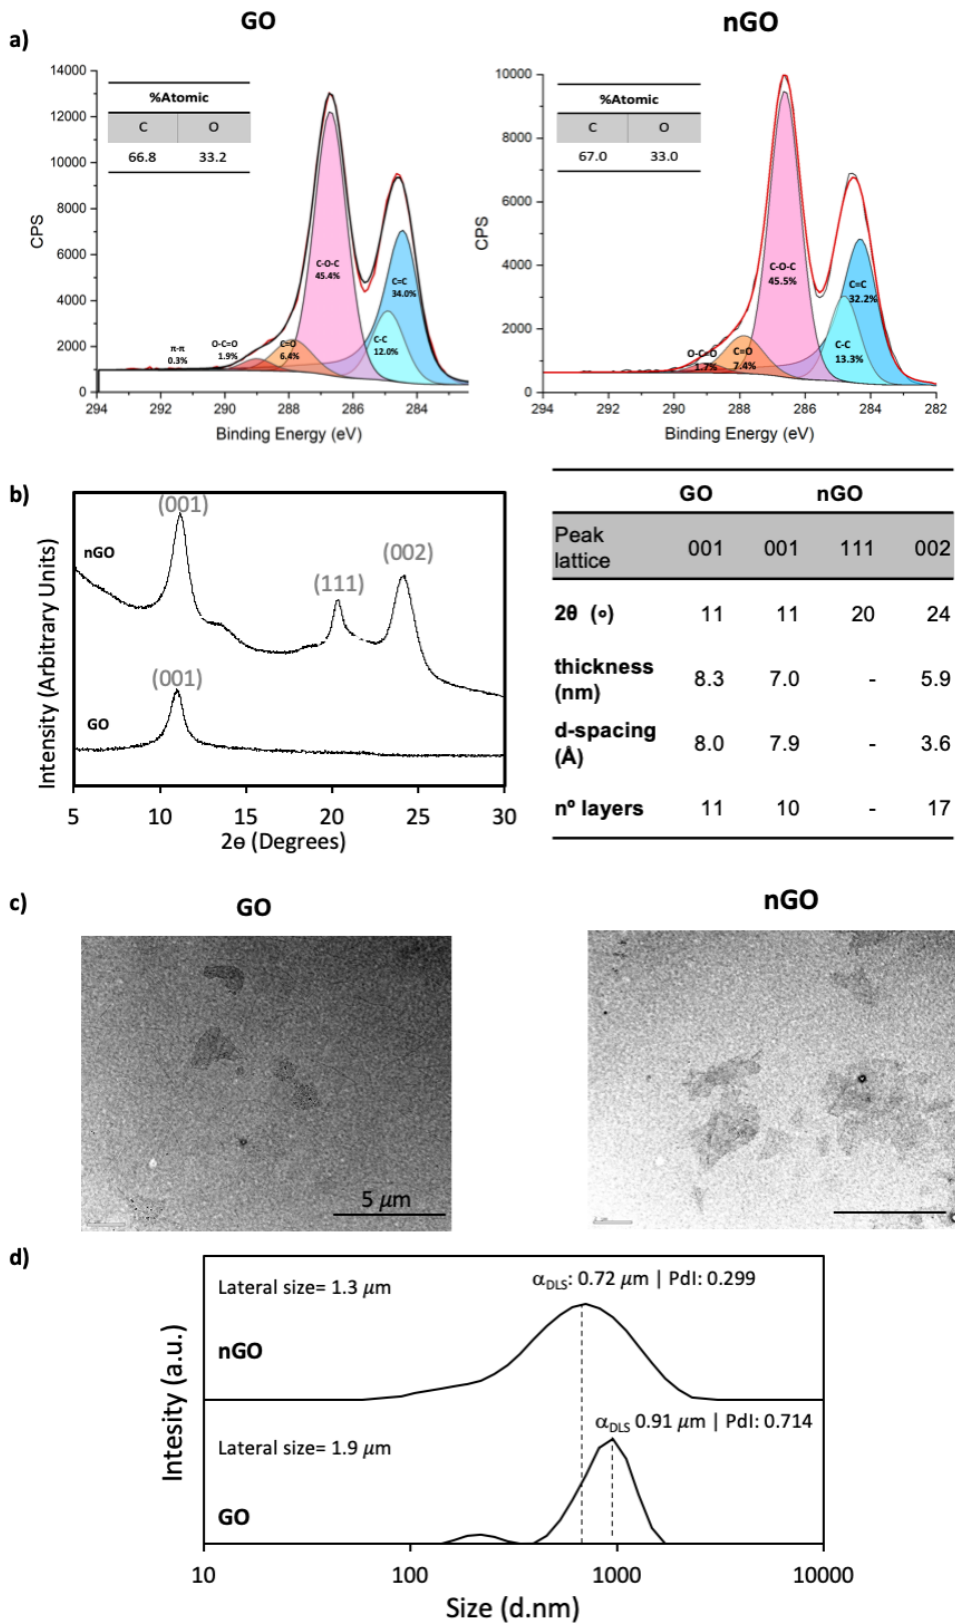 GO
nGO
a)
%Atomic
C O
66.8 33.2
CPS
14000
12000
10000
8000
6000
4000
2000
0
C-O-C
45.4%
C=C
34.0%
C-C
12.0%
C=O
6.4%
O-C=O
1.9%
π-π
0.3%
294 292 290 288 286 284
Binding Energy (eV)
%Atomic
C O
67.0 33.0
CPS
10000
8000
6000
4000
2000
0
C-O-C
45.5%
C=C
32.2%
C-C
13.3%
C=O
7.4%
O-C=O
1.7%
294 292 290 288 286 284 282
Binding Energy (eV)
b)
Intensity (Arbitrary Units)
(001)
(111)
(002)
nGO
(001)
GO
5 10 15 20 25 30
2ɵ (Degrees)
GO nGO
Peak lattice 001 001 111 002
2θ (∘) 11 11 20 24
thickness (nm) 8.3 7.0 - 5.9
d-spacing (Å) 8.0 7.9 - 3.6
nº layers 11 10 - 17
c)
GO
nGO
5 μm
d)
Intesity (a.u.)
Lateral size= 1.3 μm
αDLS: 0.72 μm | PdI: 0.299
nGO
αDLS 0.91 μm | PdI: 0.714
Lateral size= 1.9 μm
GO
10 100 1000 10000
Size (d.nm)